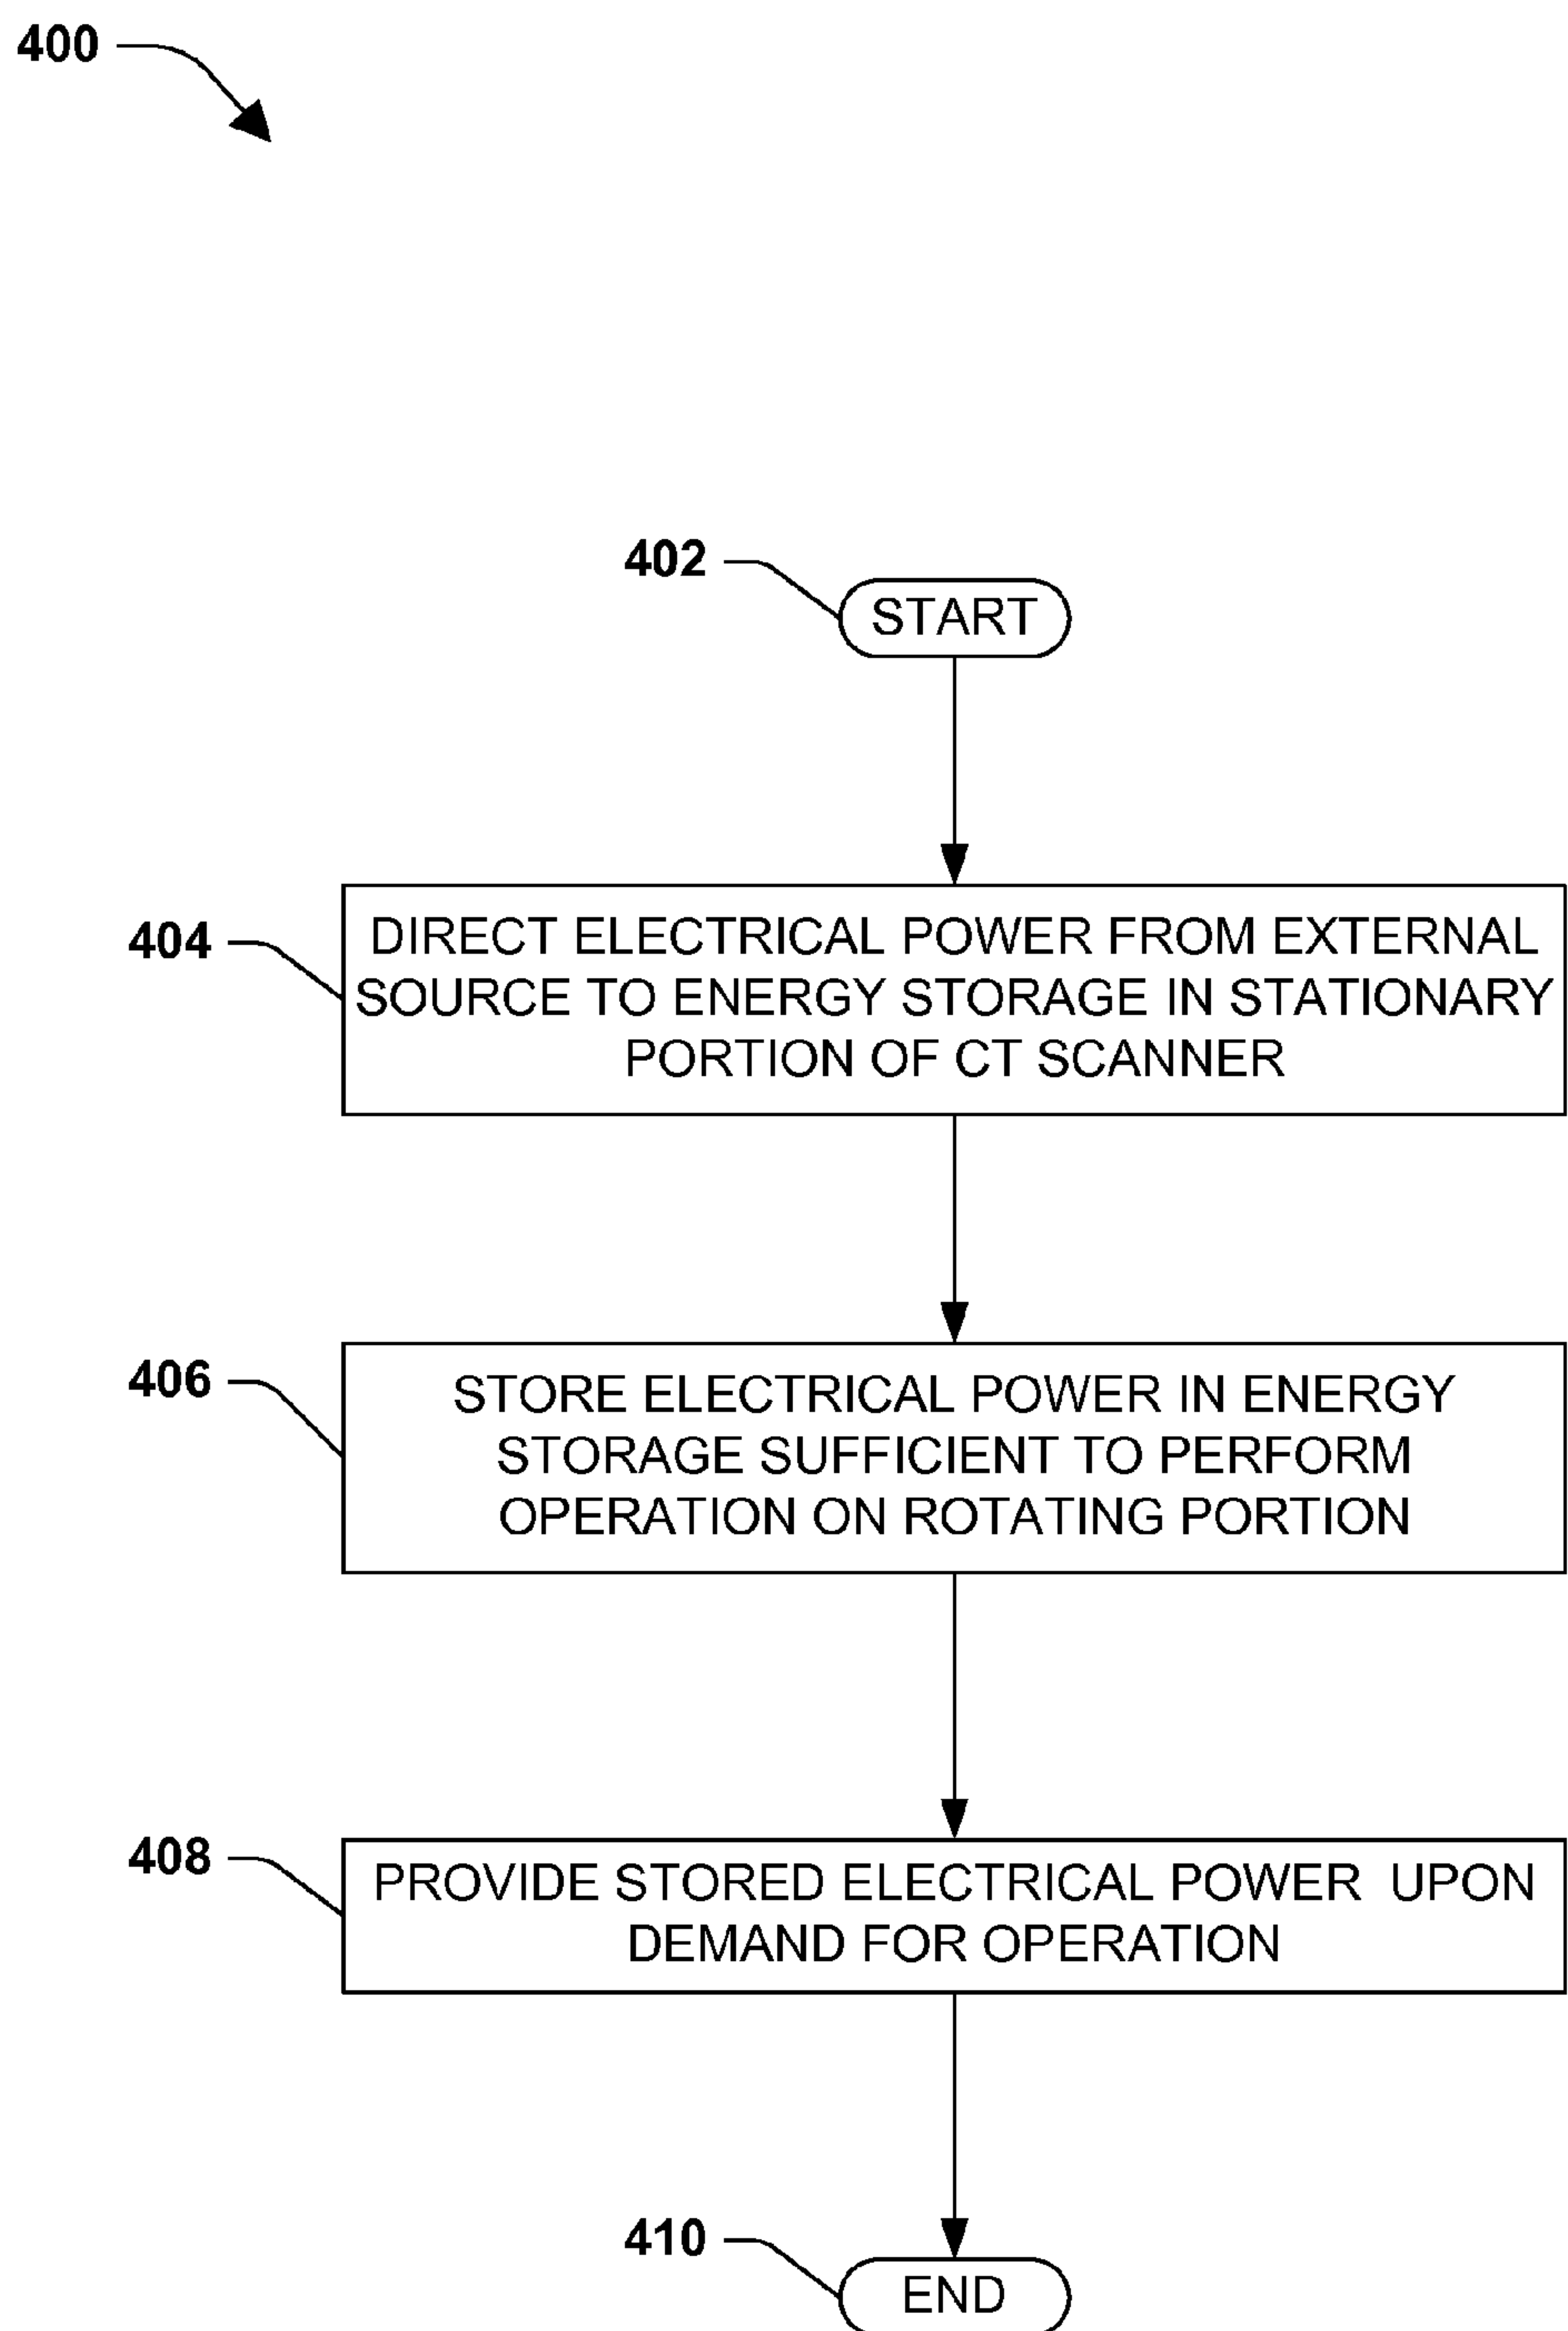 400
402
START
404
DIRECT ELECTRICAL POWER FROM EXTERNAL
SOURCE TO ENERGY STORAGE IN STATIONARY
PORTION OF CT SCANNER
406
STORE ELECTRICAL POWER IN ENERGY
STORAGE SUFFICIENT TO PERFORM
OPERATION ON ROTATING PORTION
408
PROVIDE STORED ELECTRICAL POWER UPON
DEMAND FOR OPERATION
410
END